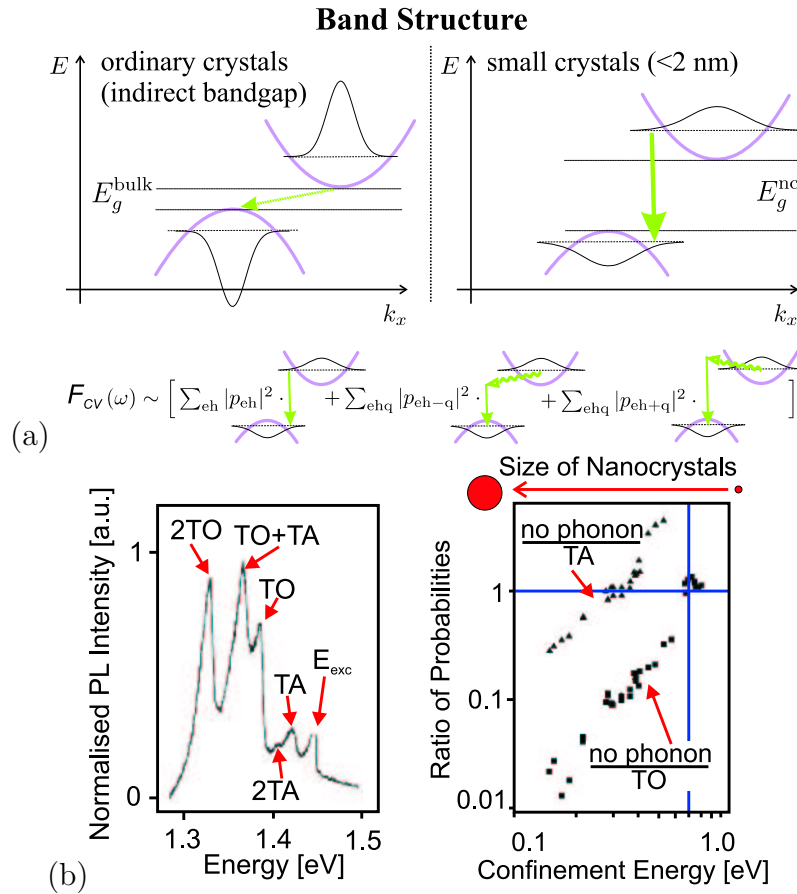 Band Structure
E
ordinary crystals
(indirect bandgap)
E_g^bulk
k_x
E
small crystals (<2 nm)
E_g^nc
k_x
F_CV(ω) ∼ [ ∑_eh |p_eh|² · + ∑_ehq |p_eh−q|² · + ∑_ehq |p_eh+q|² · ]
(a)
Normalised PL Intensity [a.u.]
1
0
2TO
TO+TA
TO
TA
E_exc
2TA
1.3
1.4
1.5
Energy [eV]
Size of Nanocrystals
Ratio of Probabilities
no phonon
TA
1
0.1
no phonon
TO
0.01
0.1
1.0
Confinement Energy [eV]
(b)